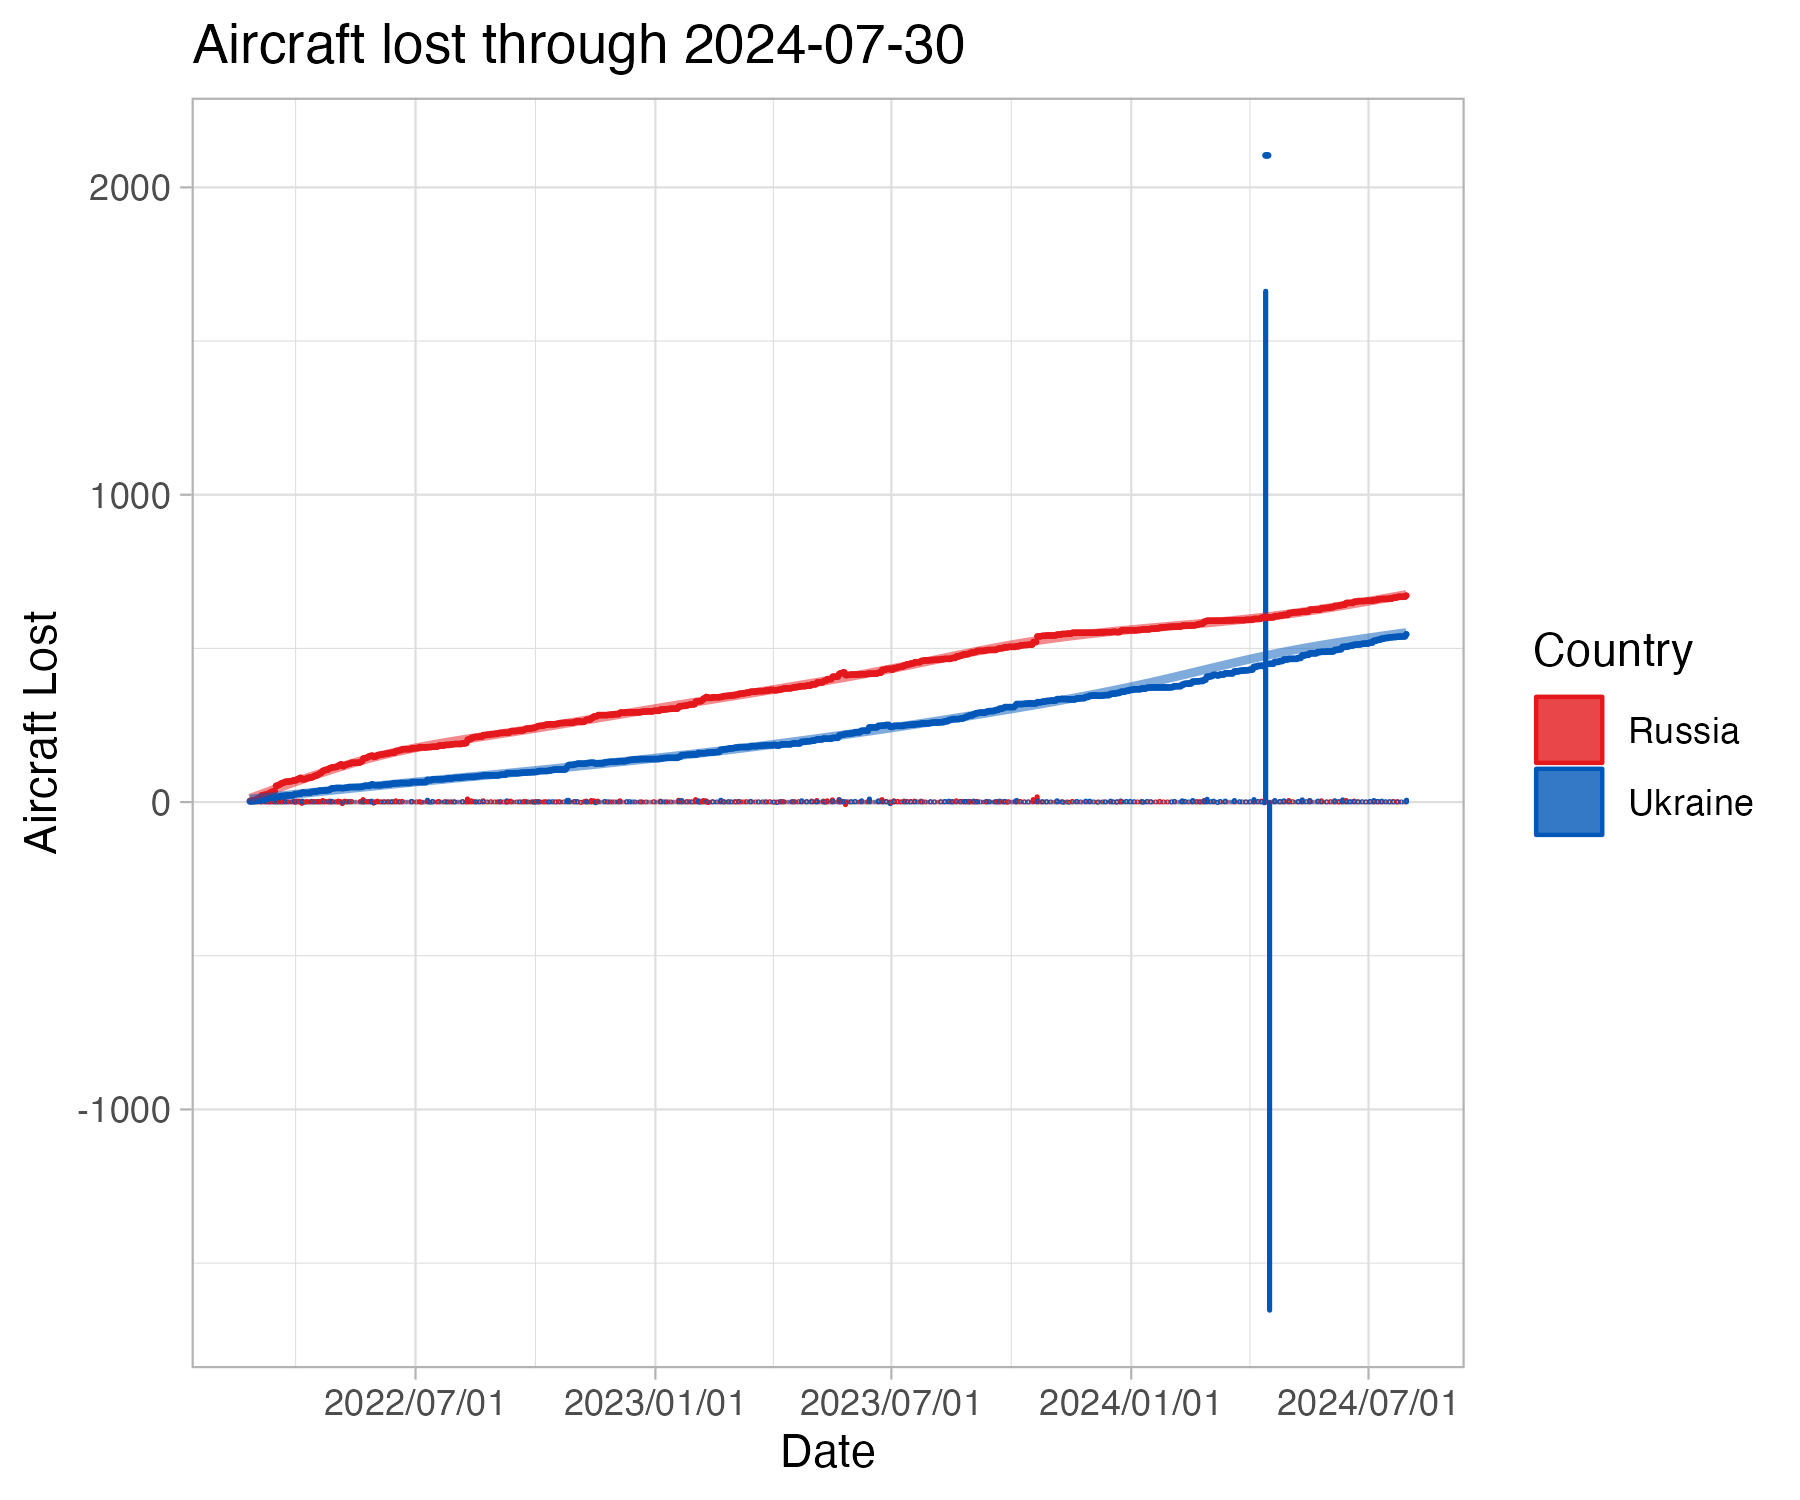 Aircraft lost through 2024-07-30
Aircraft Lost
2000
1000
0
-1000
2022/07/01
2023/01/01
2023/07/01
2024/01/01
2024/07/01
Date
Country
Russia
Ukraine